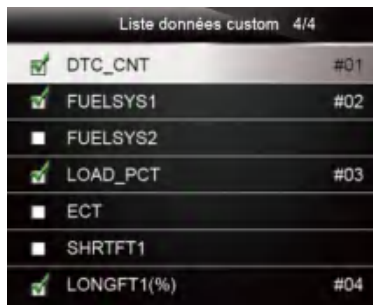 Liste données custom 4/4
DTC_CNT #01
FUELSYS1 #02
FUELSYS2
LOAD_PCT #03
ECT
SHRTFT1
LONGFT1(%) #04